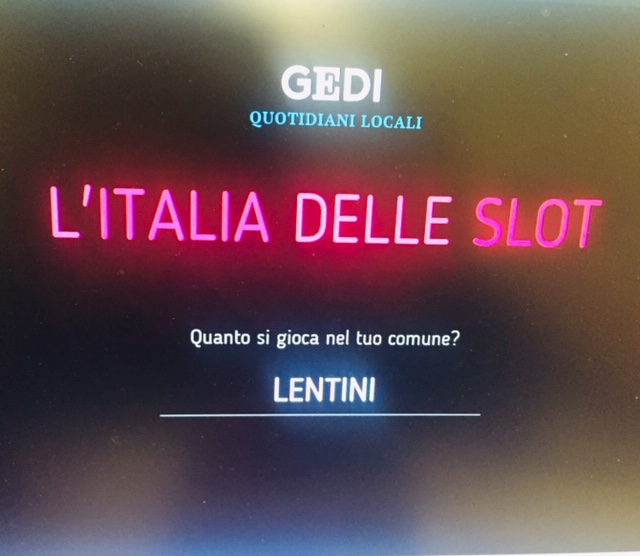 GEDI
QUOTIDIANI LOCALI
L'ITALIA DELLE SLOT
Quanto si gioca nel tuo comune?
LENTINI